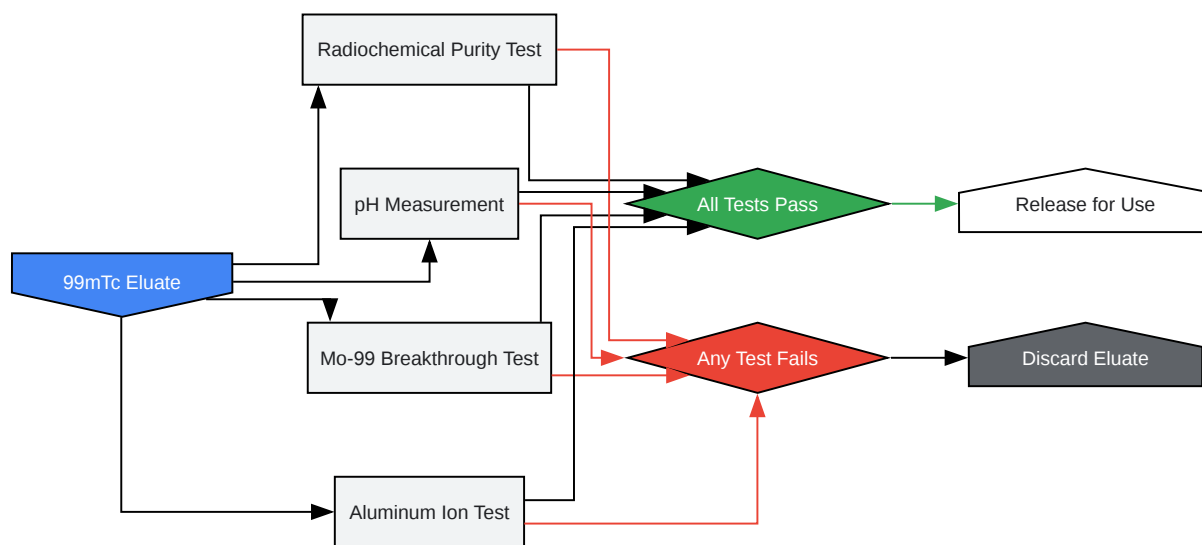 Radiochemical Purity Test
pH Measurement
All Tests Pass
Release for Use
99mTc Eluate
Mo-99 Breakthrough Test
Any Test Fails
Discard Eluate
Aluminum Ion Test